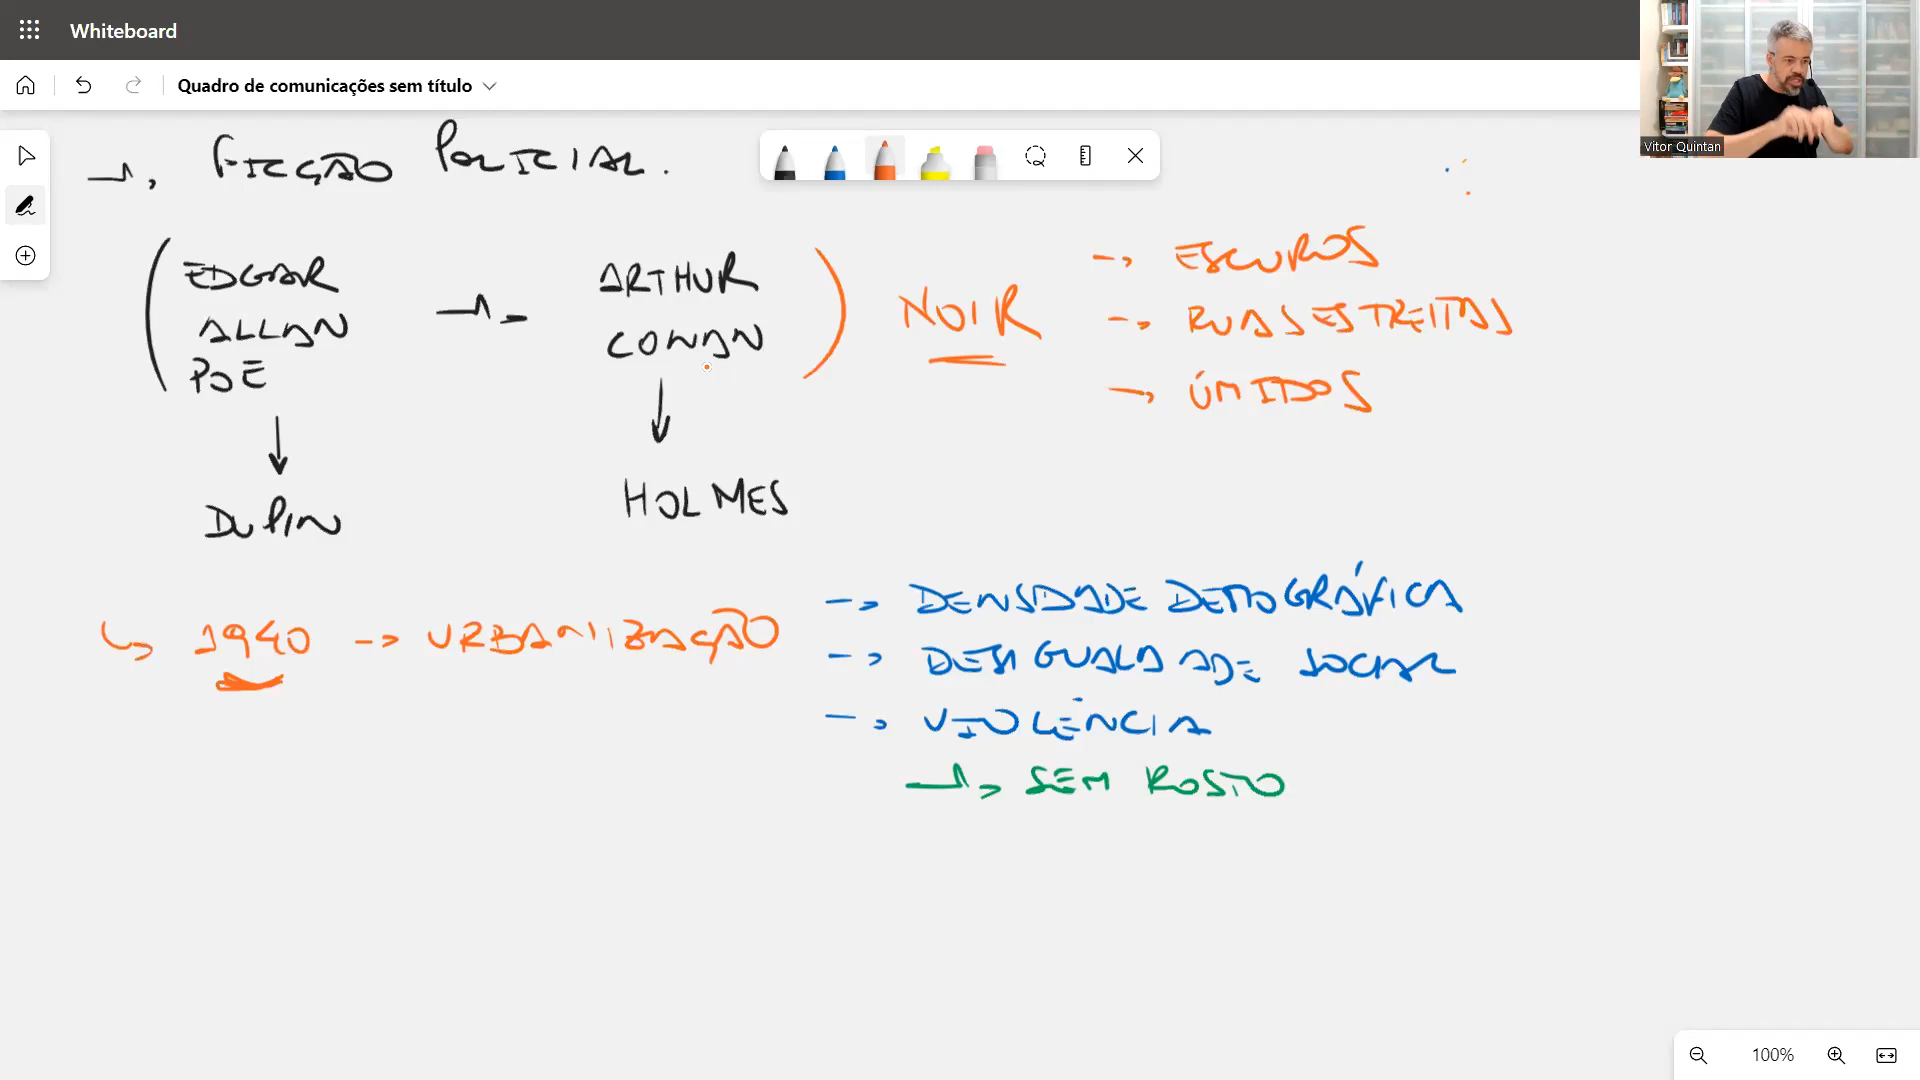 Whiteboard
Quadro de comunicações sem título
Vitor Quintan
→ FICÇÃO POLICIAL.
EDGAR
ALLAN
POE
→
ARTHUR
CONAN
NOIR
→ ESCUROS
→ RUAS ESTREITAS
→ ÚMIDOS
DUPIN
HOLMES
↳ 1940 → URBANIZAÇÃO
→ DENSIDADE DEMOGRÁFICA
→ DESIGUALDADE SOCIAL
→ VIOLÊNCIA
→ SEM ROSTO
100%